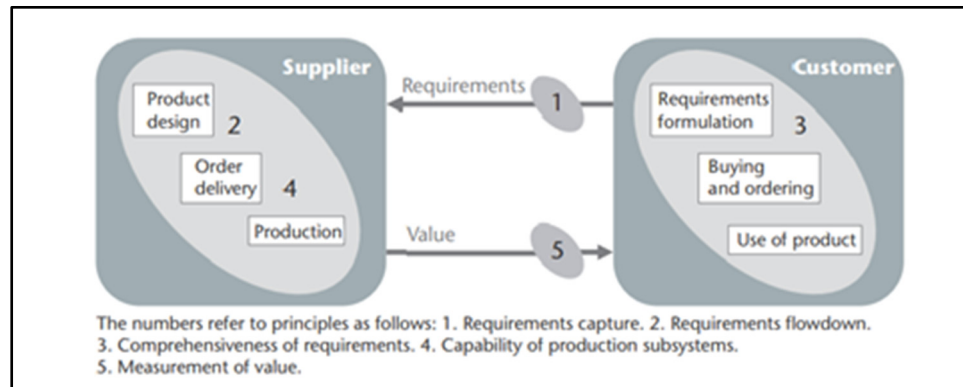 Supplier
Customer
Requirements
1
Product
design
2
Requirements
formulation
3
Order
delivery
4
Buying
and ordering
Production
Value
5
Use of product
The numbers refer to principles as follows: 1. Requirements capture. 2. Requirements flowdown.
3. Comprehensiveness of requirements. 4. Capability of production subsystems.
5. Measurement of value.